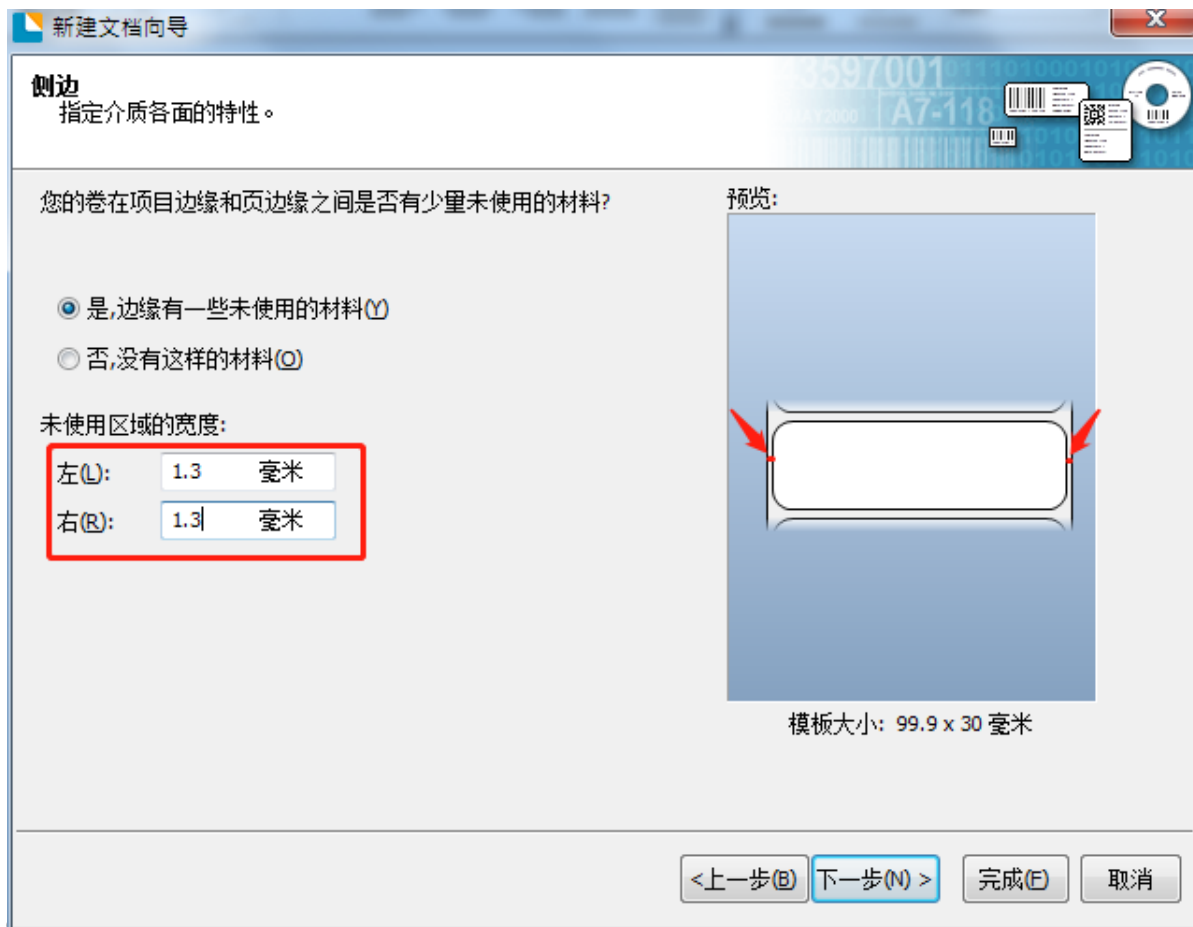 新建文档向导
侧边
指定介质各面的特性。
3597001
A7-118
您的卷在项目边缘和页边缘之间是否有少量未使用的材料?
预览:
是,边缘有一些未使用的材料(Y)
否,没有这样的材料(O)
未使用区域的宽度:
左(L): 1.3 毫米
右(R): 1.3 毫米
模板大小: 99.9 x 30 毫米
<上一步(B) 下一步(N) > 完成(F) 取消